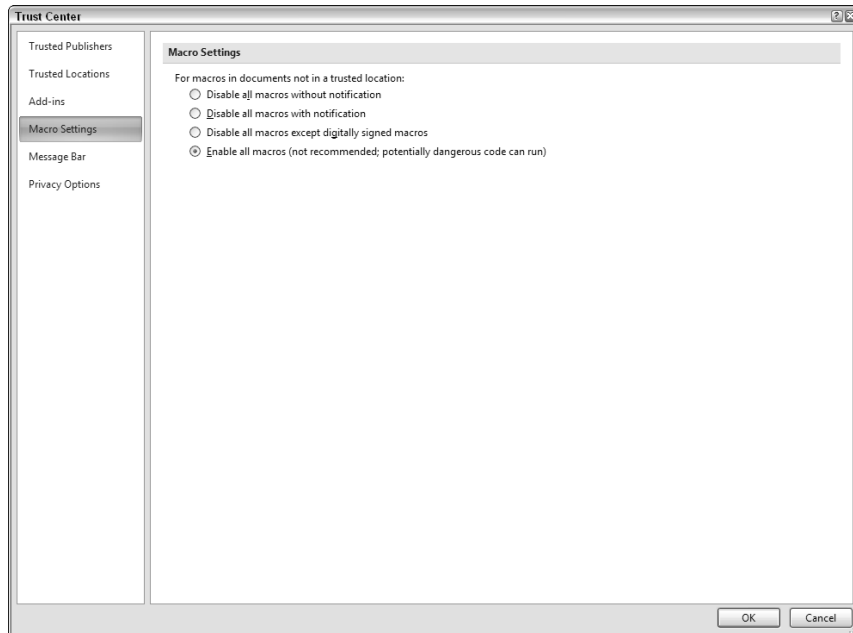 Trust Center
Trusted Publishers
Trusted Locations
Add-ins
Macro Settings
Message Bar
Privacy Options
Macro Settings
For macros in documents not in a trusted location:
Disable all macros without notification
Disable all macros with notification
Disable all macros except digitally signed macros
Enable all macros (not recommended; potentially dangerous code can run)
OK
Cancel